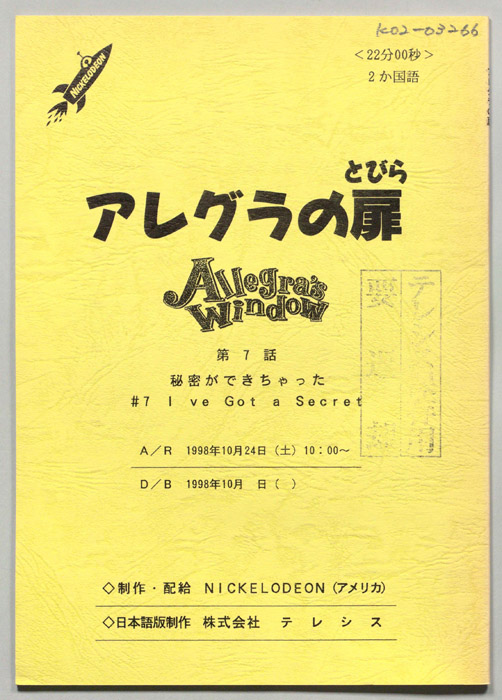 K02-03266
NICKELODEON
<22分00秒>
2か国語
とびら
アレグラの扉
Allegra's
Window
第7話
秘密ができちゃった
#7 I ve Got a Secret
A/R 1998年10月24日(土)10:00~
D/B 1998年10月 日( )
◇制作・配給 NICKELODEON(アメリカ)
◇日本語版制作 株式会社 テレシス